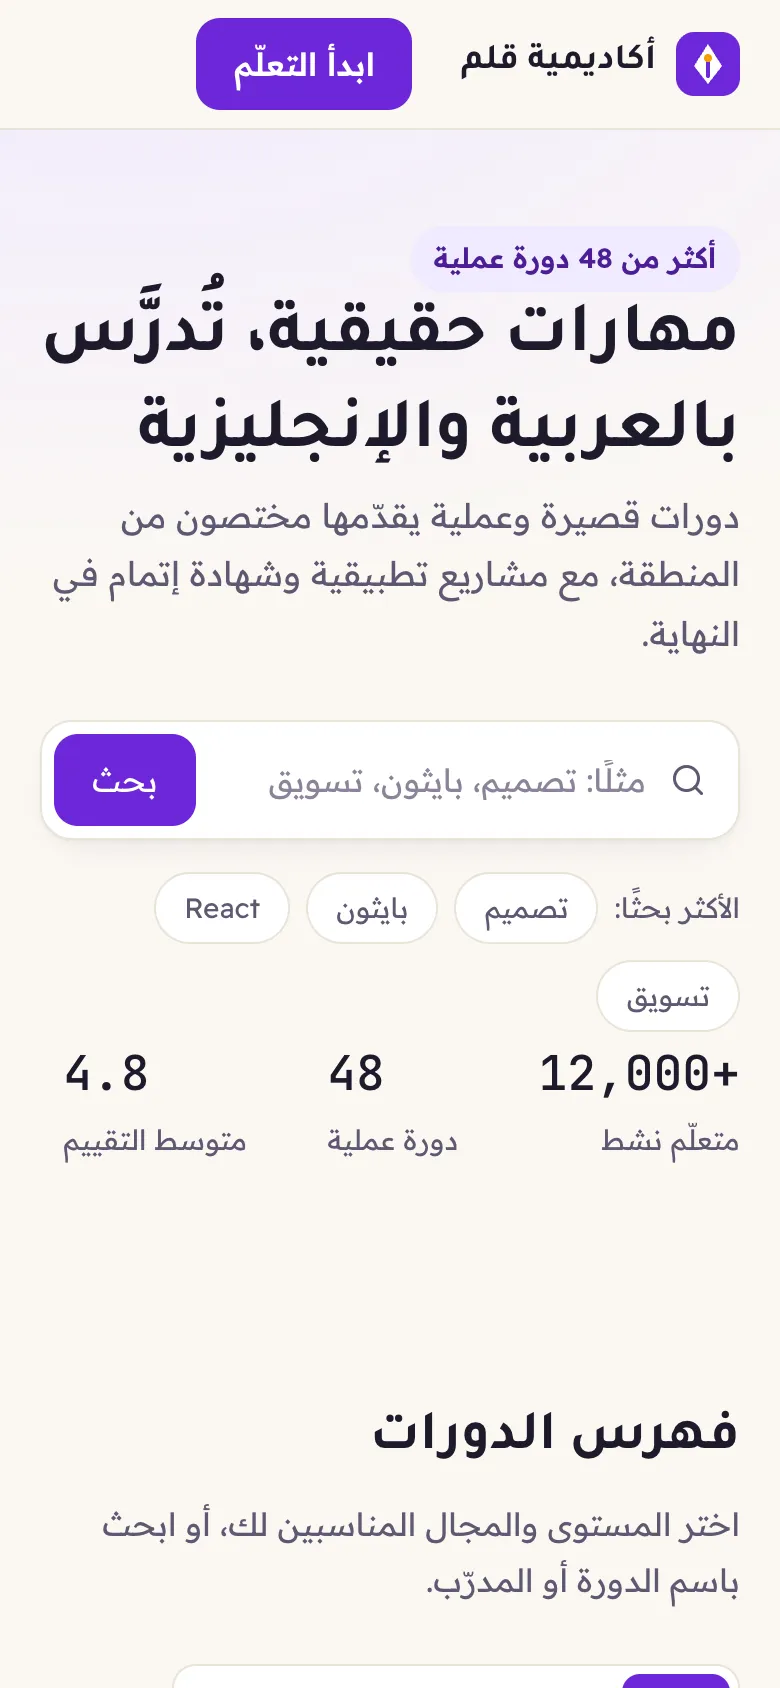 أكاديمية قلم
ابدأ التعلّم
أكثر من 48 دورة عملية
مهارات حقيقية، تُدرَّس
بالعربية والإنجليزية
دورات قصيرة وعملية يقدّمها مختصون من
المنطقة، مع مشاريع تطبيقية وشهادة إتمام في
النهاية.
مثلًا: تصميم، بايثون، تسويق
بحث
الأكثر بحثًا:
تصميم
بايثون
React
تسويق
12,000+
متعلّم نشط
48
دورة عملية
4.8
متوسط التقييم
فهرس الدورات
اختر المستوى والمجال المناسبين لك، أو ابحث
باسم الدورة أو المدرّب.